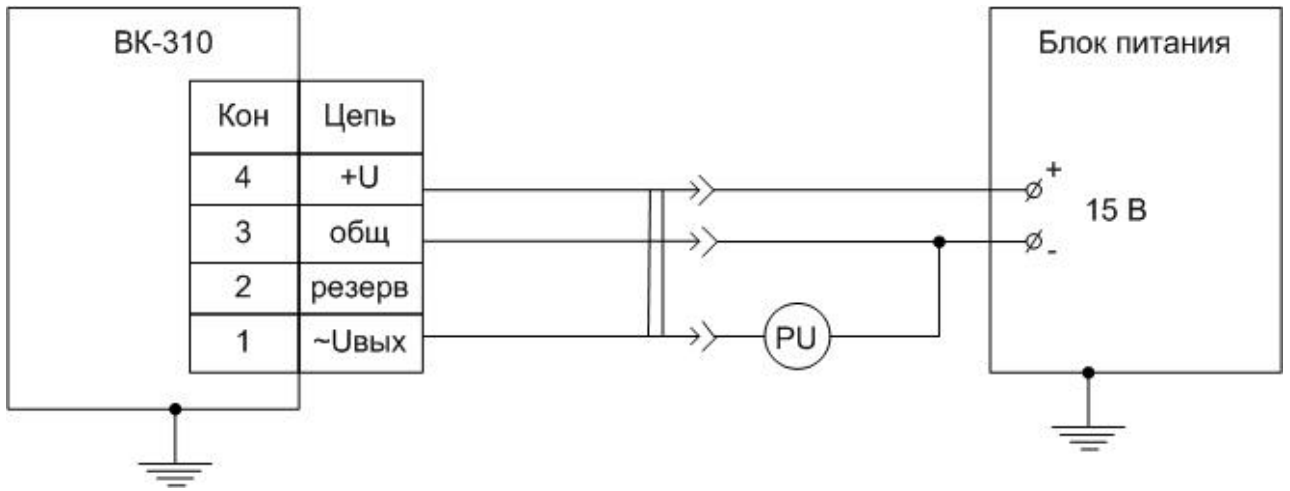 ВК-310
Блок питания
Кон Цепь
4 +U
3 общ
2 резерв
1 ~Uвых
+
15 В
-
PU